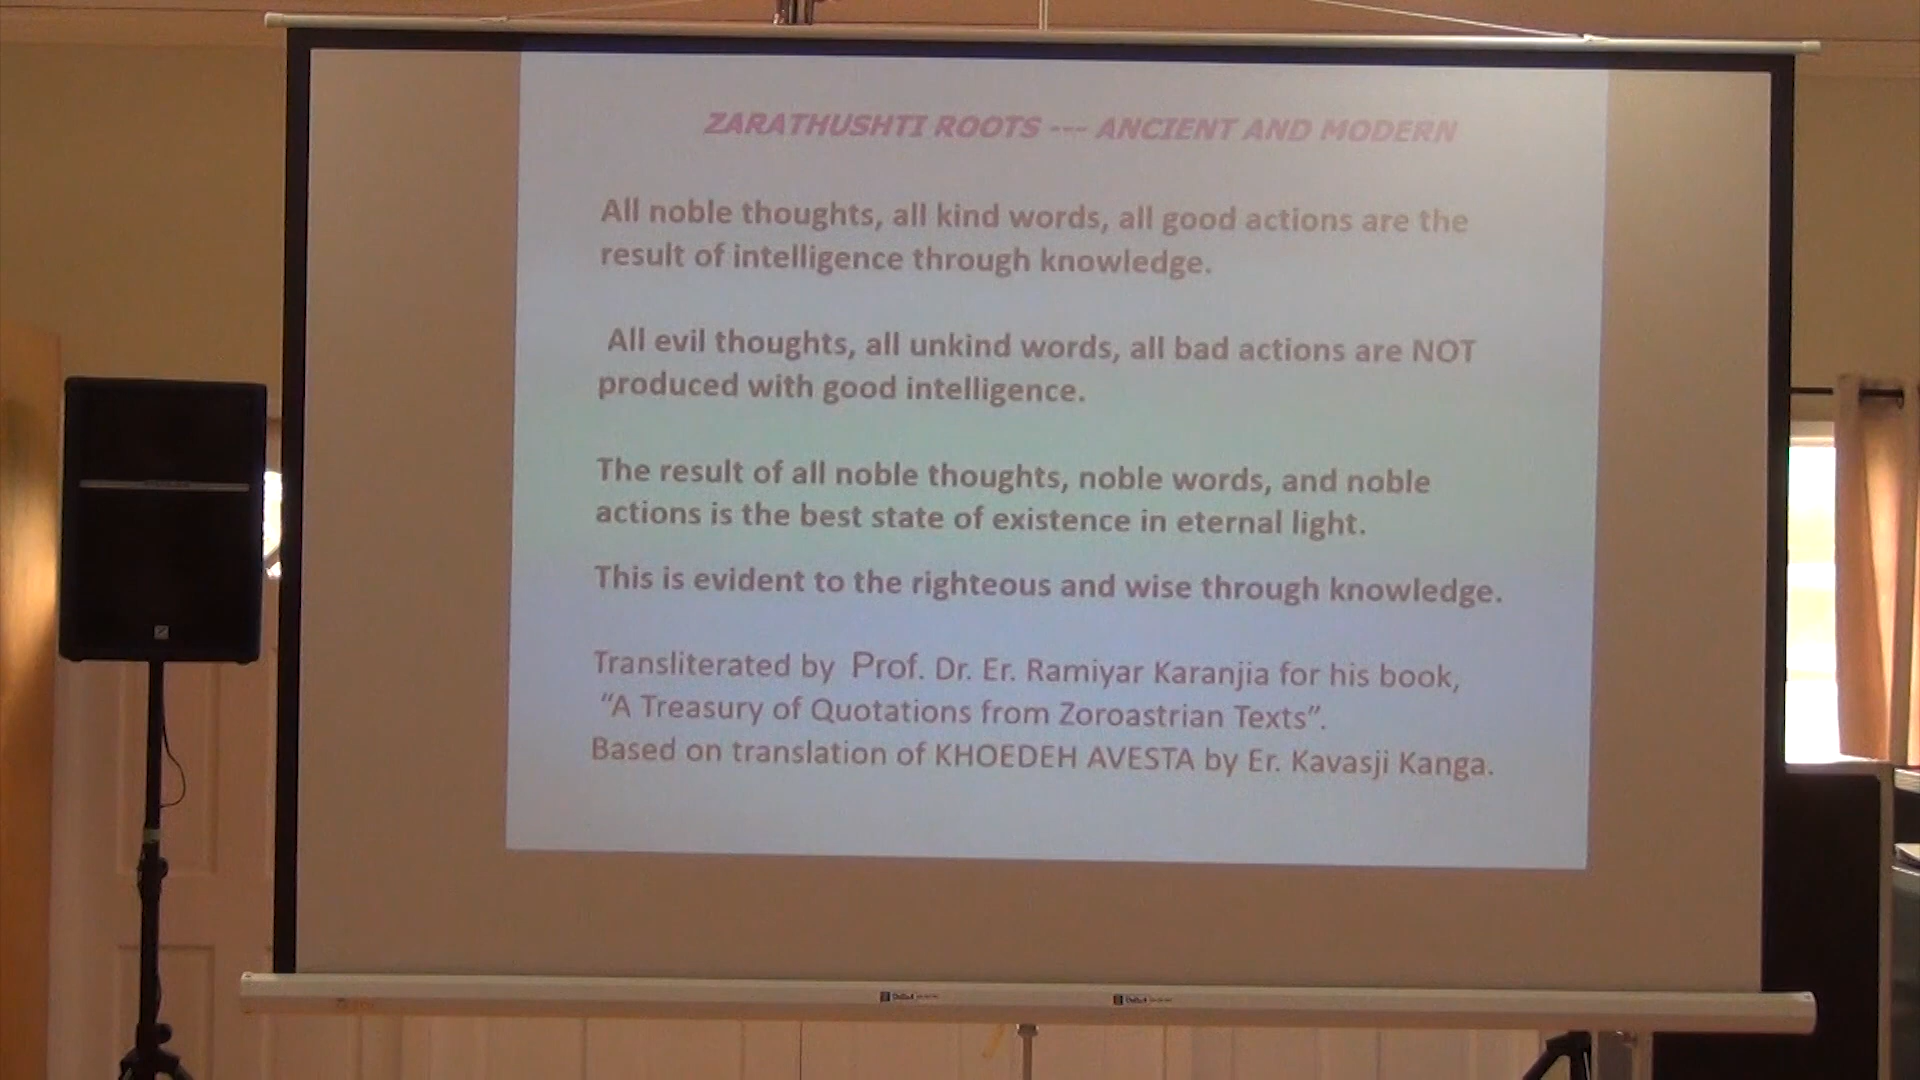 ZARATHUSHTI ROOTS --- ANCIENT AND MODERN
All noble thoughts, all kind words, all good actions are the
result of intelligence through knowledge.
All evil thoughts, all unkind words, all bad actions are NOT
produced with good intelligence.
The result of all noble thoughts, noble words, and noble
actions is the best state of existence in eternal light.
This is evident to the righteous and wise through knowledge.
Transliterated by Prof. Dr. Er. Ramiyar Karanjia for his book,
“A Treasury of Quotations from Zoroastrian Texts”.
Based on translation of KHOEDEH AVESTA by Er. Kavasji Kanga.